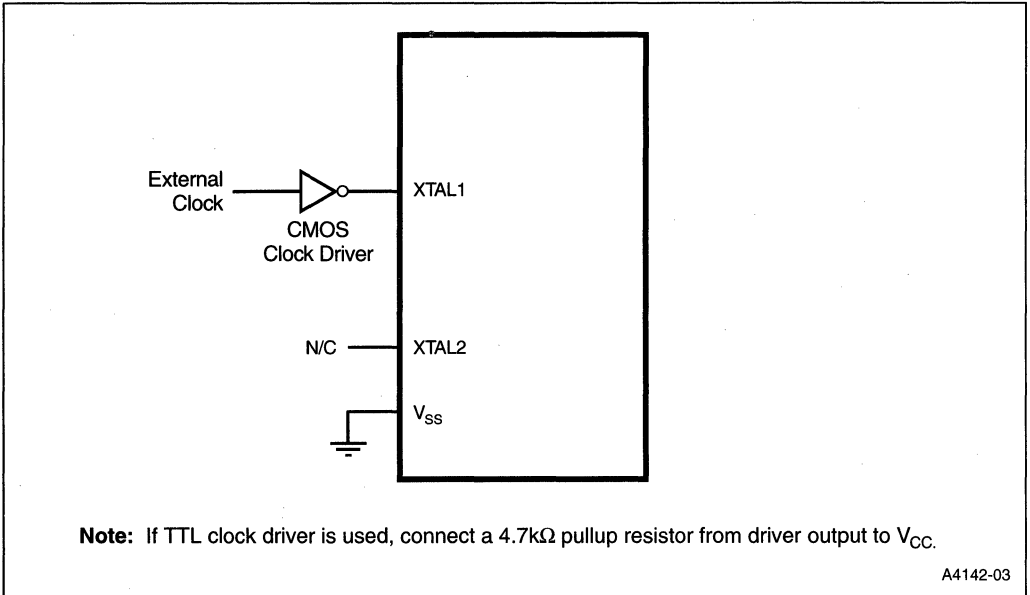 External
Clock
CMOS
Clock Driver
XTAL1
N/C
XTAL2
VSS
Note: If TTL clock driver is used, connect a 4.7kΩ pullup resistor from driver output to VCC.
A4142-03